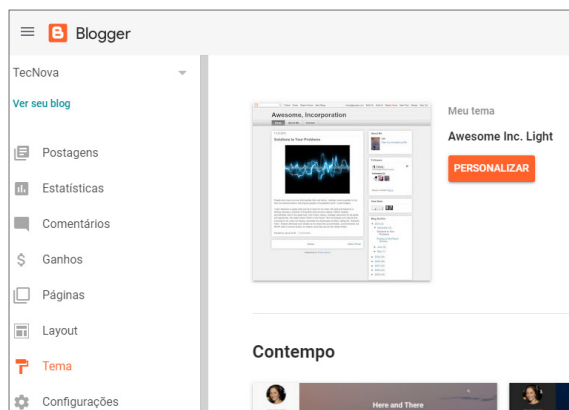 Blogger
TecNova
Ver seu blog
Postagens
Estatísticas
Comentários
Ganhos
Páginas
Layout
Tema
Configurações
Awesome, Incorporation
Solutions to Your Problems
Meu tema
Awesome Inc. Light
PERSONALIZAR
Contempo
Here and There